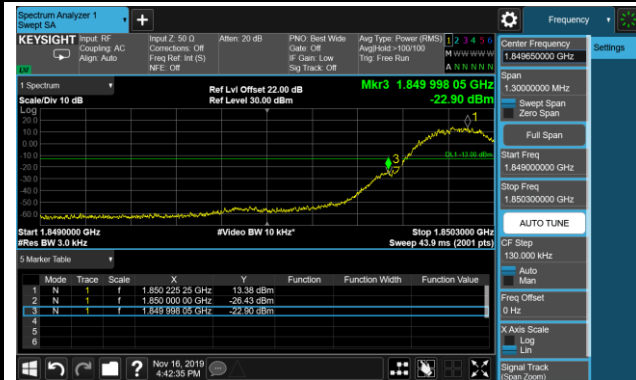 Spectrum Analyzer 1
Swept SA
Frequency
KEYSIGHT
Input: RF
Coupling: AC
Align: Auto
Input Z: 50 Ω
Corrections: Off
Freq Ref: Int (S)
NFE: Off
Atten: 20 dB
PNO: Best Wide
Gate: Off
IF Gain: Low
Sig Track: Off
Avg Type: Power (RMS)
Avg|Hold:>100/100
Trig: Free Run
1 2 3 4 5 6
M W W W W W
A N N N N N
LXI
1 Spectrum
Scale/Div 10 dB
Ref Lvl Offset 22.00 dB
Ref Level 30.00 dBm
Mkr3 1.849 998 05 GHz
-22.90 dBm
Log
20.0
10.0
0.00
-10.0
-20.0
-30.0
-40.0
-50.0
-60.0
1
3
DL1 -13.00 dBm
Start 1.8490000 GHz
#Res BW 3.0 kHz
#Video BW 10 kHz*
Stop 1.8503000 GHz
Sweep 43.9 ms (2001 pts)
5 Marker Table
Mode Trace Scale X Y Function Function Width Function Value
1 N 1 f 1.850 225 25 GHz 13.38 dBm
2 N 1 f 1.850 000 00 GHz -26.43 dBm
3 N 1 f 1.849 998 05 GHz -22.90 dBm
4
5
6
Nov 16, 2019
4:42:35 PM
Center Frequency
1.849650000 GHz
Settings
Span
1.30000000 MHz
Swept Span
Zero Span
Full Span
Start Freq
1.849000000 GHz
Stop Freq
1.850300000 GHz
AUTO TUNE
CF Step
130.000 kHz
Auto
Man
Freq Offset
0 Hz
X Axis Scale
Log
Lin
Signal Track
(Span Zoom)